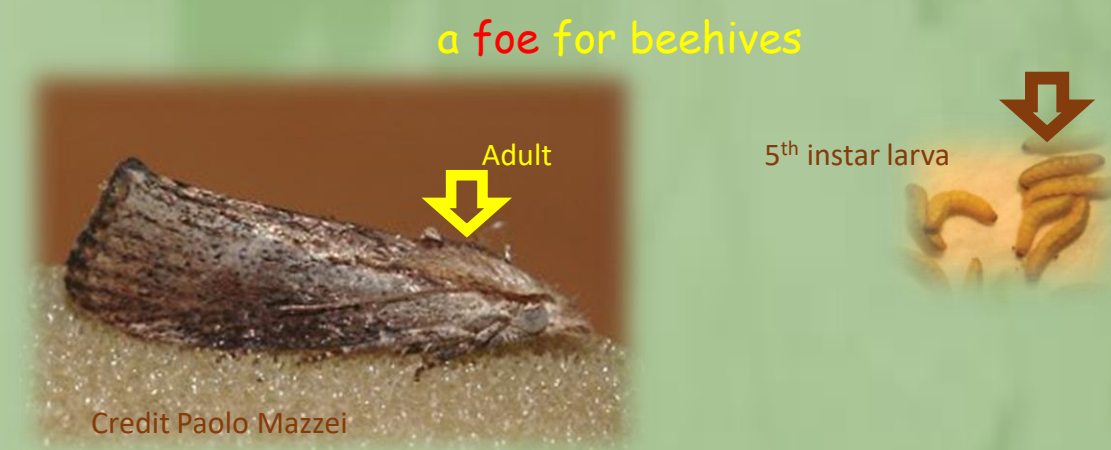 a foe for beehives
Adult
5th instar larva
Credit Paolo Mazzei